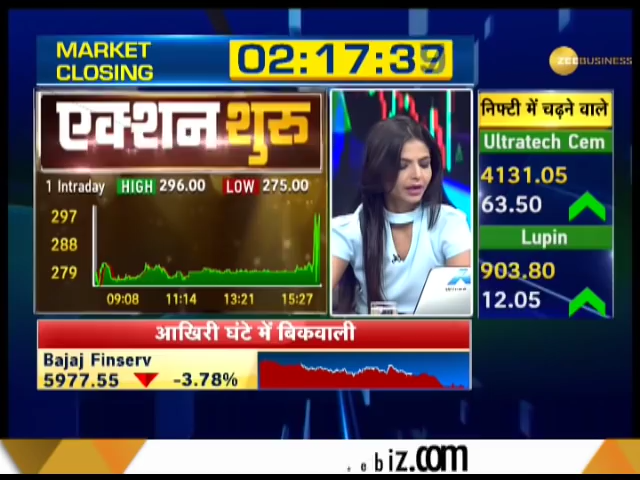 MARKET
CLOSING
02:17:39
ZEEBUSINESS
एक्शन शुरु
1 Intraday HIGH 296.00 LOW 275.00
297
288
279
09:08 11:14 13:21 15:27
निफ्टी में चढ़ने वाले
Ultratech Cem
4131.05
63.50
Lupin
903.80
12.05
आखिरी घंटे में बिकवाली
Bajaj Finserv
5977.55 -3.78%
ebiz.com